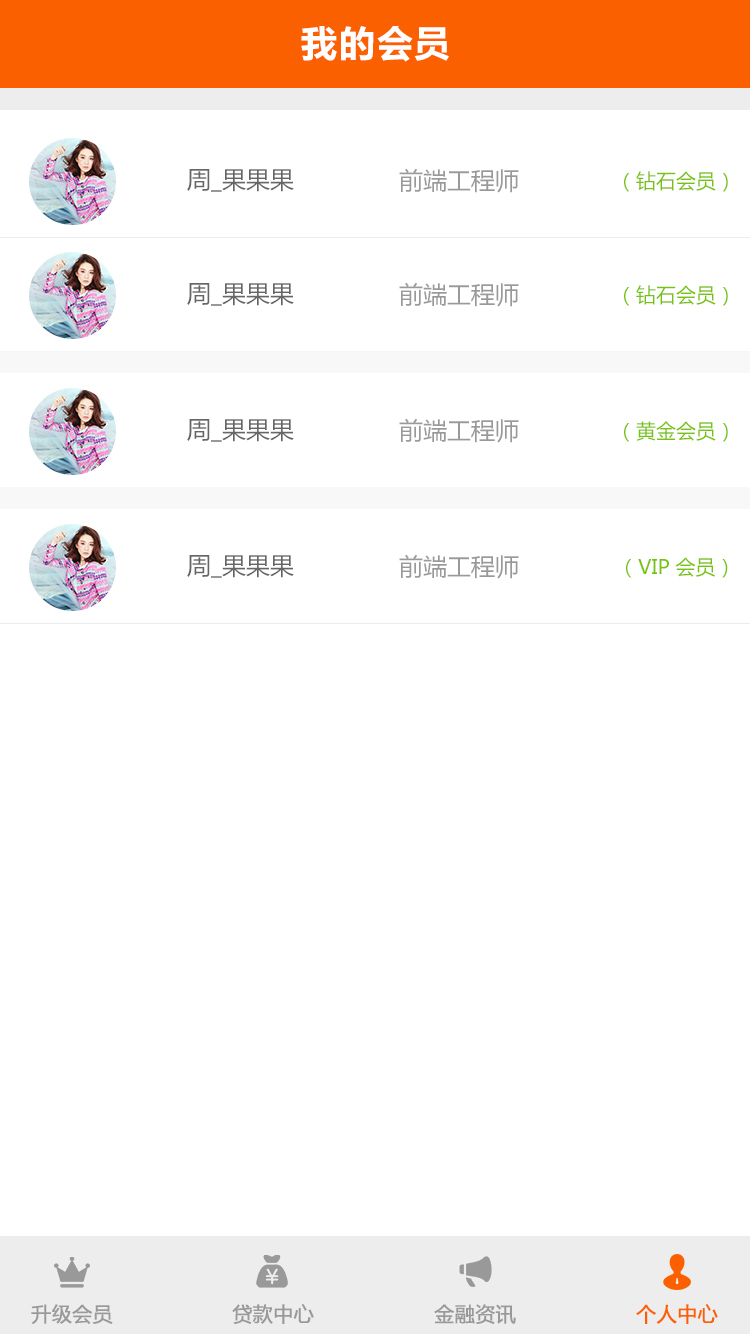 我的会员
周_果果果 前端工程师 （钻石会员）
周_果果果 前端工程师 （钻石会员）
周_果果果 前端工程师 （黄金会员）
周_果果果 前端工程师 （VIP 会员）
¥
升级会员 贷款中心 金融资讯 个人中心